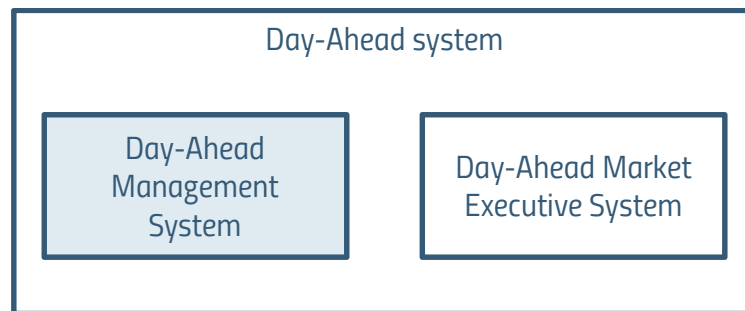 Day-Ahead system
Day-Ahead
Management
System
Day-Ahead Market
Executive System